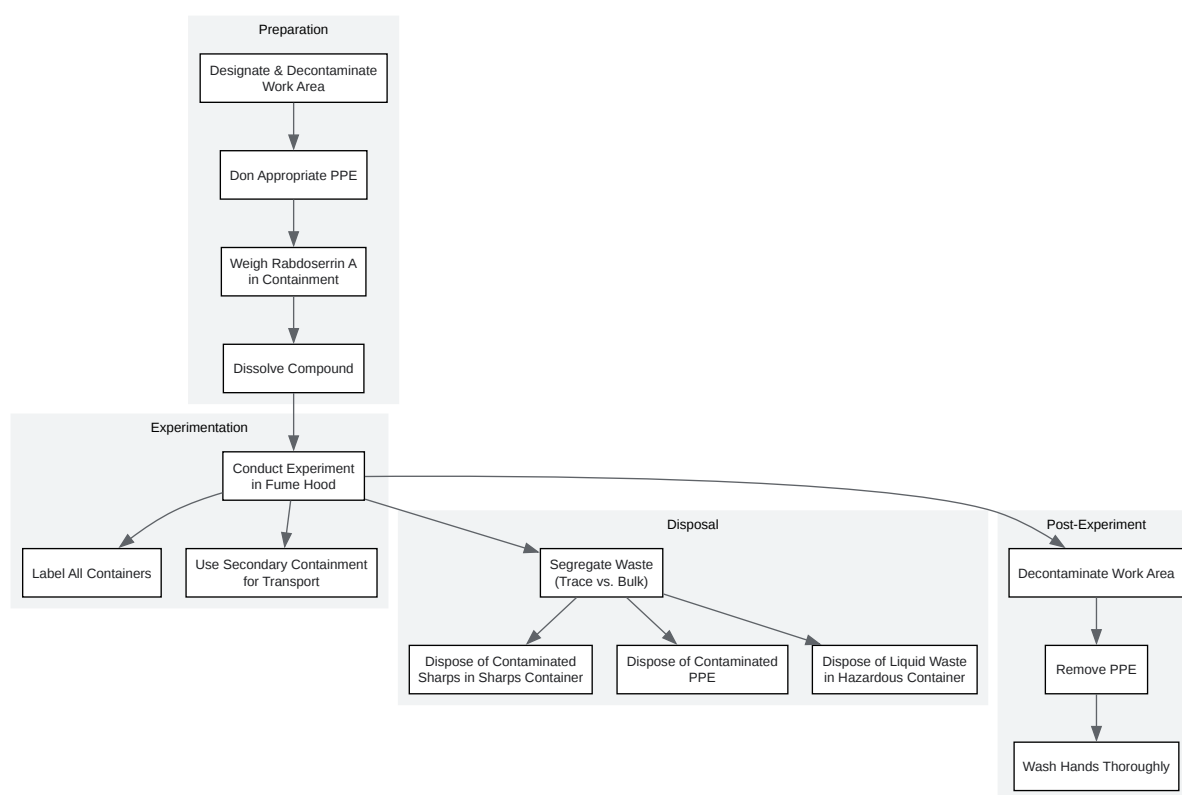 Preparation
Designate & Decontaminate
Work Area
Don Appropriate PPE
Weigh Rabdoserrin A
in Containment
Dissolve Compound
Experimentation
Conduct Experiment
in Fume Hood
Label All Containers
Use Secondary Containment
for Transport
Disposal
Segregate Waste
(Trace vs. Bulk)
Dispose of Contaminated
Sharps in Sharps Container
Dispose of Contaminated
PPE
Dispose of Liquid Waste
in Hazardous Container
Post-Experiment
Decontaminate Work Area
Remove PPE
Wash Hands Thoroughly